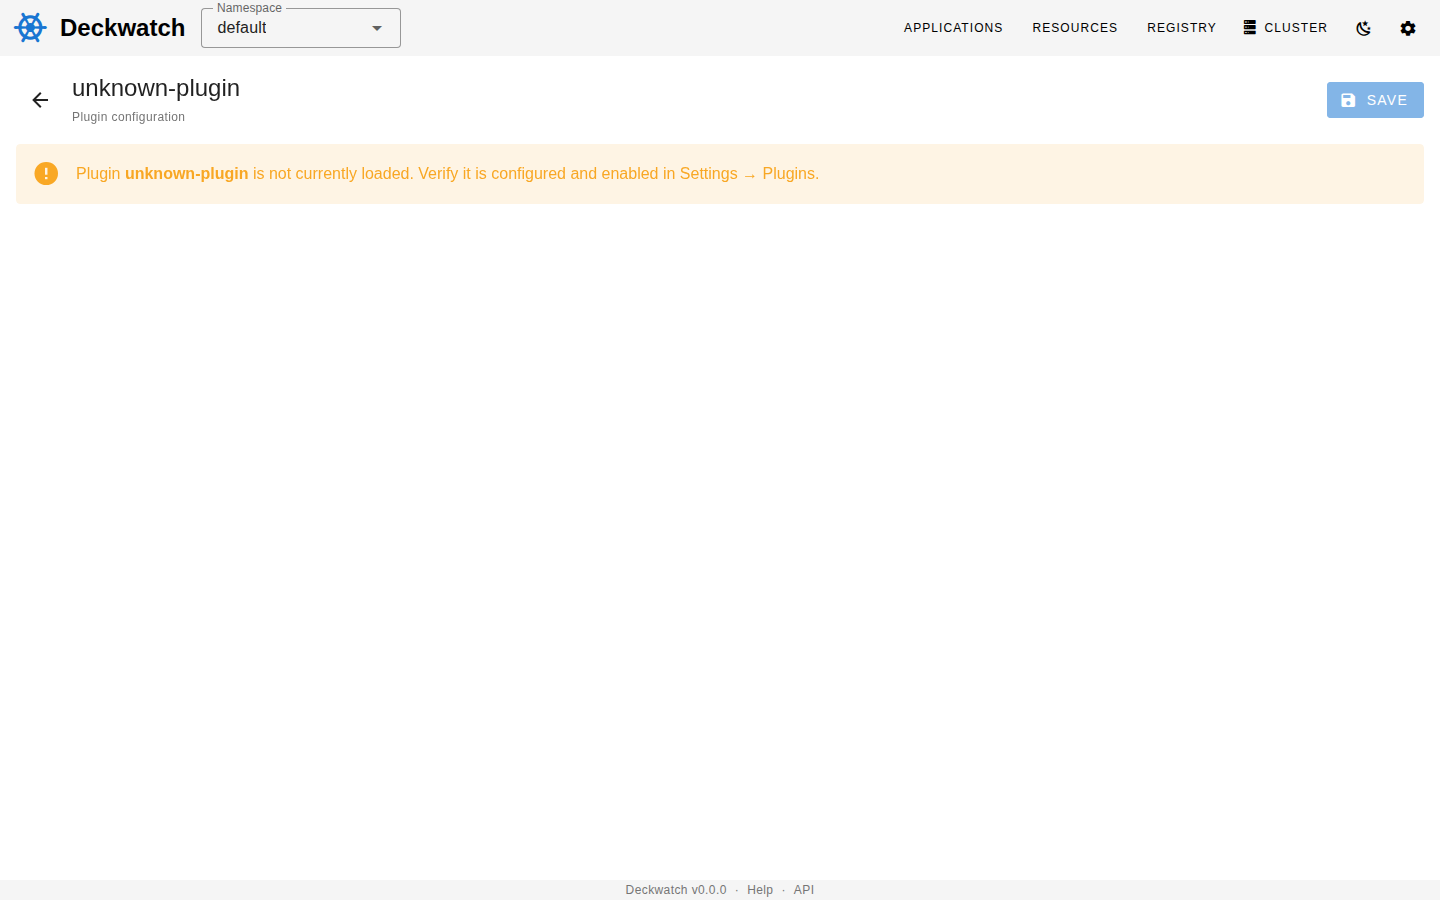 Deckwatch
Namespace
default
APPLICATIONS
RESOURCES
REGISTRY
CLUSTER
unknown-plugin
Plugin configuration
SAVE
Plugin unknown-plugin is not currently loaded. Verify it is configured and enabled in Settings → Plugins.
Deckwatch v0.0.0 · Help · API